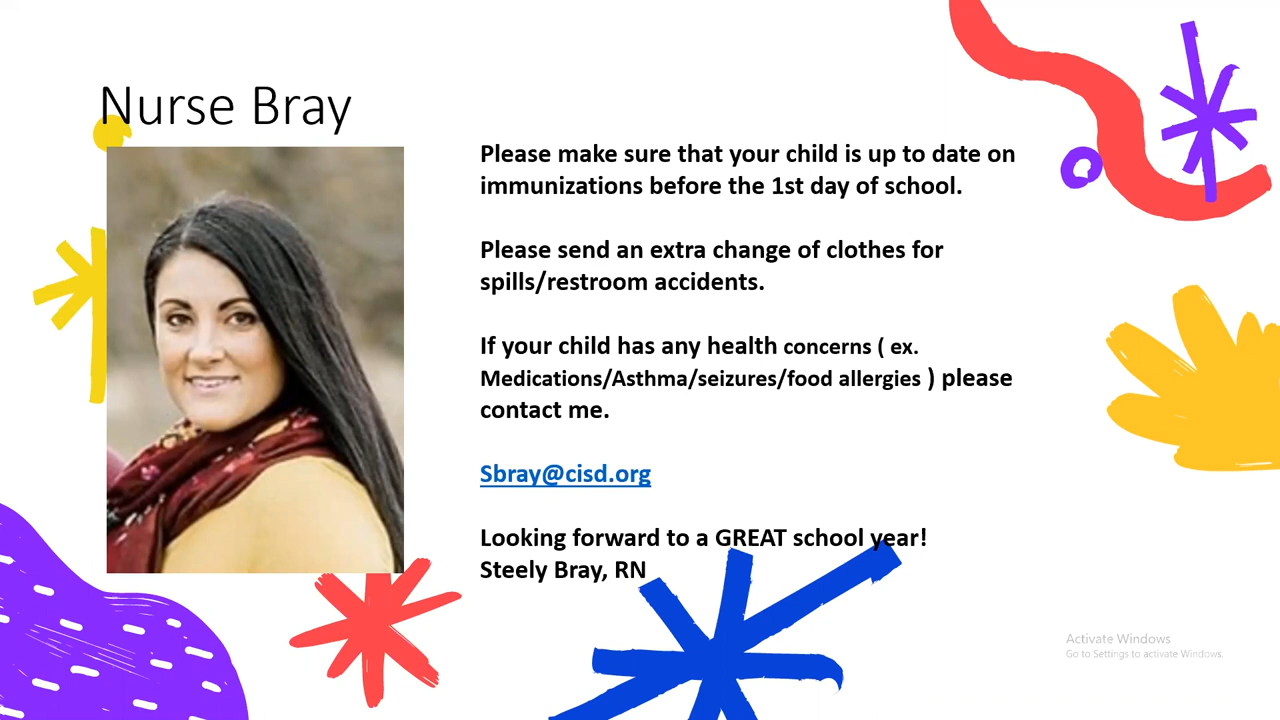 Nurse Bray
Please make sure that your child is up to date on
immunizations before the 1st day of school.
Please send an extra change of clothes for
spills/restroom accidents.
If your child has any health concerns ( ex.
Medications/Asthma/seizures/food allergies ) please
contact me.
Sbray@cisd.org
Looking forward to a GREAT school year!
Steely Bray, RN
Activate Windows
Go to Settings to activate Windows.